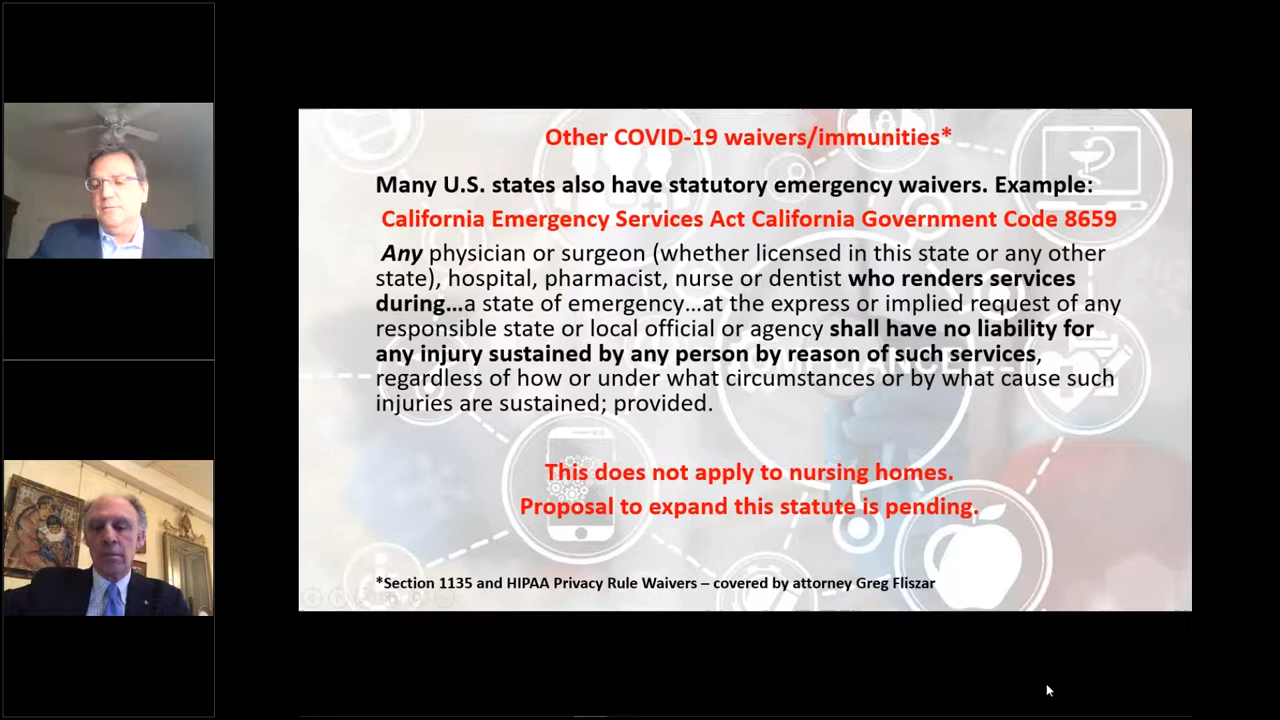 Other COVID-19 waivers/immunities*
Many U.S. states also have statutory emergency waivers. Example:
California Emergency Services Act California Government Code 8659
Any physician or surgeon (whether licensed in this state or any other
state), hospital, pharmacist, nurse or dentist who renders services
during…a state of emergency…at the express or implied request of any
responsible state or local official or agency shall have no liability for
any injury sustained by any person by reason of such services,
regardless of how or under what circumstances or by what cause such
injuries are sustained; provided.
This does not apply to nursing homes.
Proposal to expand this statute is pending.
*Section 1135 and HIPAA Privacy Rule Waivers – covered by attorney Greg Fliszar